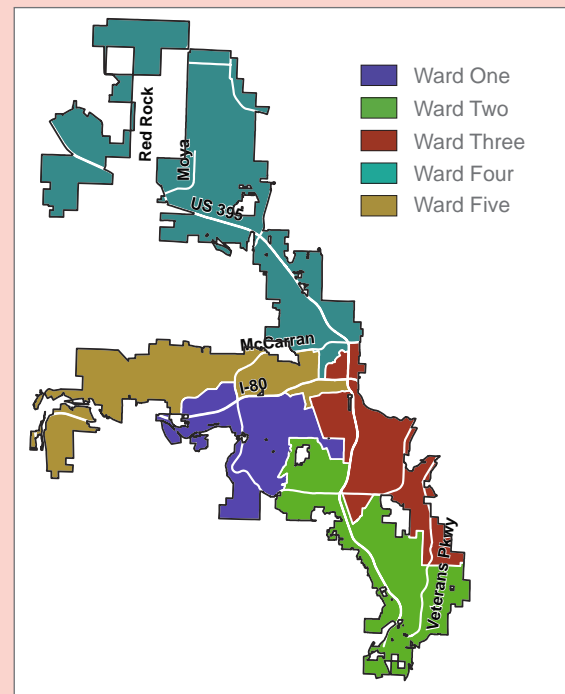 Ward One
Ward Two
Ward Three
Ward Four
Ward Five
Red Rock
Moya
US 395
McCarran
I-80
Veterans Pkwy